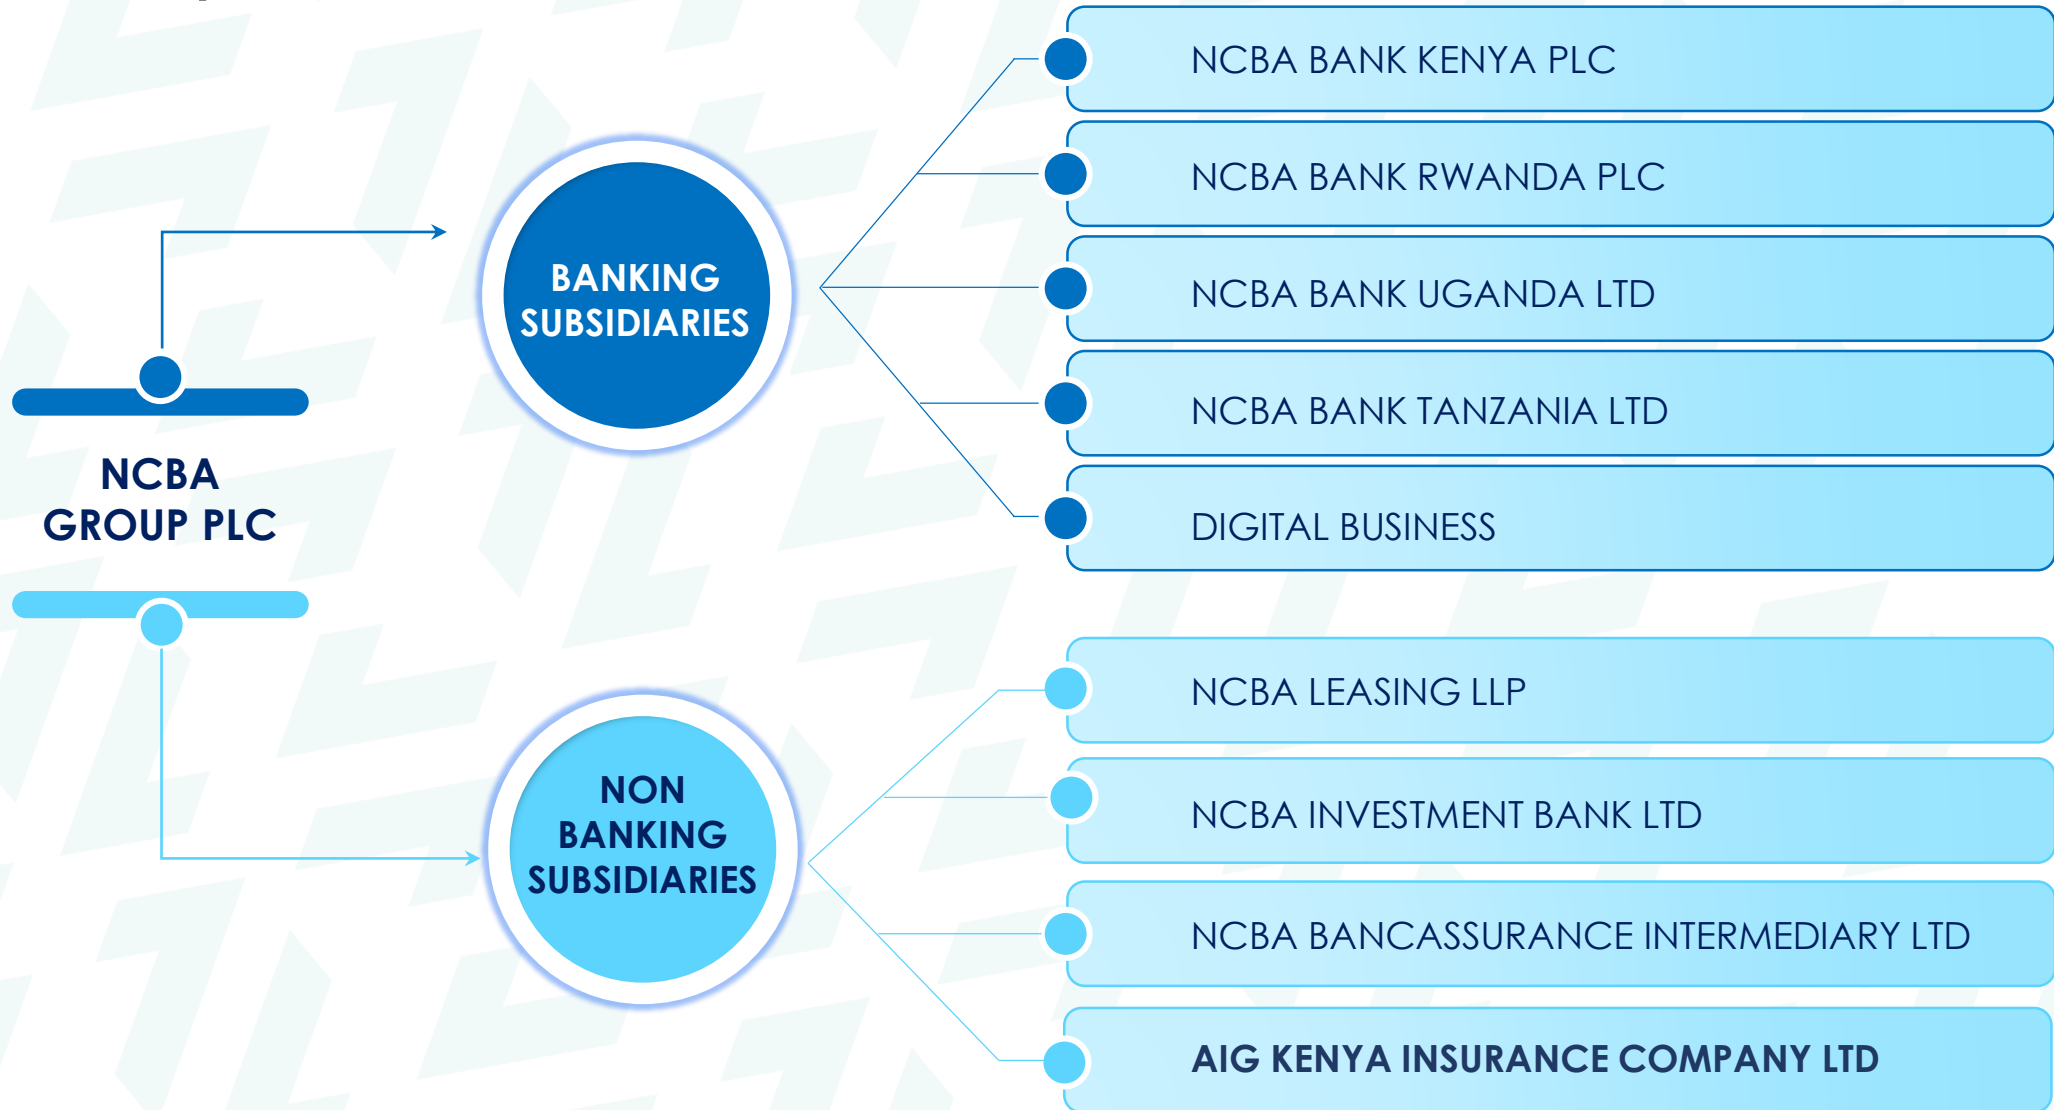 NCBA
GROUP PLC
BANKING
SUBSIDIARIES
NCBA BANK KENYA PLC
NCBA BANK RWANDA PLC
NCBA BANK UGANDA LTD
NCBA BANK TANZANIA LTD
DIGITAL BUSINESS
NON
BANKING
SUBSIDIARIES
NCBA LEASING LLP
NCBA INVESTMENT BANK LTD
NCBA BANCASSURANCE INTERMEDIARY LTD
AIG KENYA INSURANCE COMPANY LTD